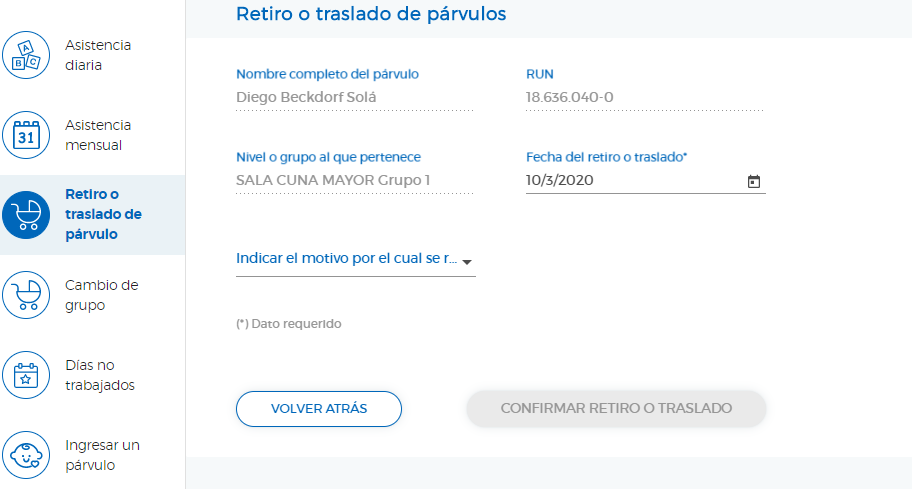 Retiro o traslado de párvulos
Asistencia
diaria
Asistencia
mensual
Retiro o
traslado de
párvulo
Cambio de
grupo
Días no
trabajados
Ingresar un
párvulo
A
B C
31
Nombre completo del párvulo
Diego Beckdorf Solá
RUN
18.636.040-0
Nivel o grupo al que pertenece
SALA CUNA MAYOR Grupo 1
Fecha del retiro o traslado*
10/3/2020
Indicar el motivo por el cual se r...
(*) Dato requerido
VOLVER ATRÁS
CONFIRMAR RETIRO O TRASLADO